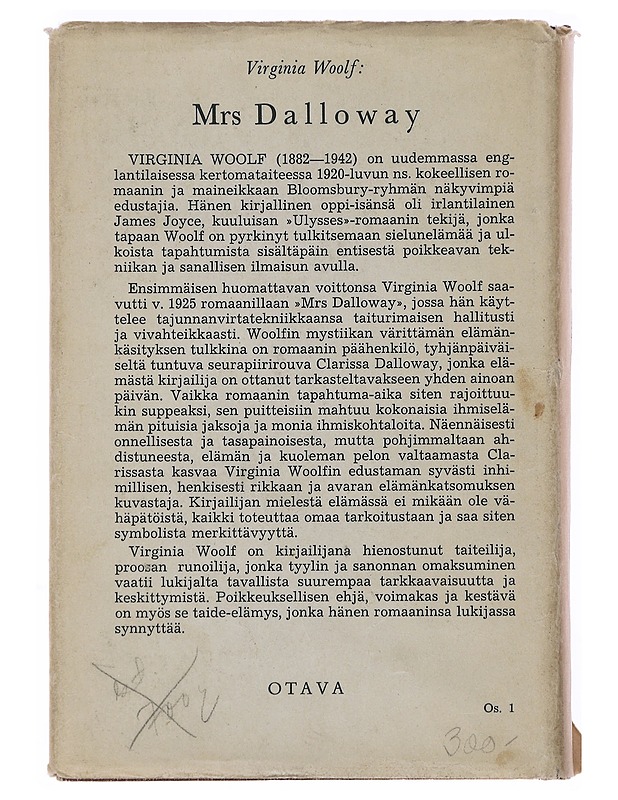 Virginia Woolf:
Mrs Dalloway
VIRGINIA WOOLF (1882—1942) on uudemmassa eng-
lantilaisessa kertomataiteessa 1920-luvun ns. kokeellisen ro-
maanin ja maineikkaan Bloomsbury-ryhmän näkyvimpiä
edustajia. Hänen kirjallinen oppi-isänsä oli irlantilainen
James Joyce, kuuluisan »Ulysses»-romaanin tekijä, jonka
tapaan Woolf on pyrkinyt tulkitsemaan sielunelämää ja ul-
koista tapahtumista sisältäpäin entisestä poikkeavan tek-
niikan ja sanallisen ilmaisun avulla.
Ensimmäisen huomattavan voittonsa Virginia Woolf saa-
vutti v. 1925 romaanillaan »Mrs Dalloway», jossa hän käyt-
telee tajunnanvirtatekniikkaansa taiturimaisen hallitusti
ja vivahteikkaasti. Woolfin mystiikan värittämän elämän-
käsityksen tulkkina on romaanin päähenkilö, tyhjänpäiväi-
seltä tuntuva seurapiirirouva Clarissa Dalloway, jonka elä-
mästä kirjailija on ottanut tarkasteltavakseen yhden ainoan
päivän. Vaikka romaanin tapahtuma-aika siten rajoittuu-
kin suppeaksi, sen puitteisiin mahtuu kokonaisia ihmiselä-
män pituisia jaksoja ja monia ihmiskohtaloita. Näennäisesti
onnellisesta ja tasapainoisesta, mutta pohjimmaltaan ah-
distuneesta, elämän ja kuoleman pelon valtaamasta Cla-
rissasta kasvaa Virginia Woolfin edustaman syvästi inhi-
millisen, henkisesti rikkaan ja avaran elämänkatsomuksen
kuvastaja. Kirjailijan mielestä elämässä ei mikään ole vä-
häpätöistä, kaikki toteuttaa omaa tarkoitustaan ja saa siten
symbolista merkittävyyttä.
Virginia Woolf on kirjailijana hienostunut taiteilija,
proosan runoilija, jonka tyylin ja sanonnan omaksuminen
vaatii lukijalta tavallista suurempaa tarkkaavaisuutta ja
keskittymistä. Poikkeuksellisen ehjä, voimakas ja kestävä
on myös se taide-elämys, jonka hänen romaaninsa lukijassa
synnyttää.
OTAVA
Os. 1
300-